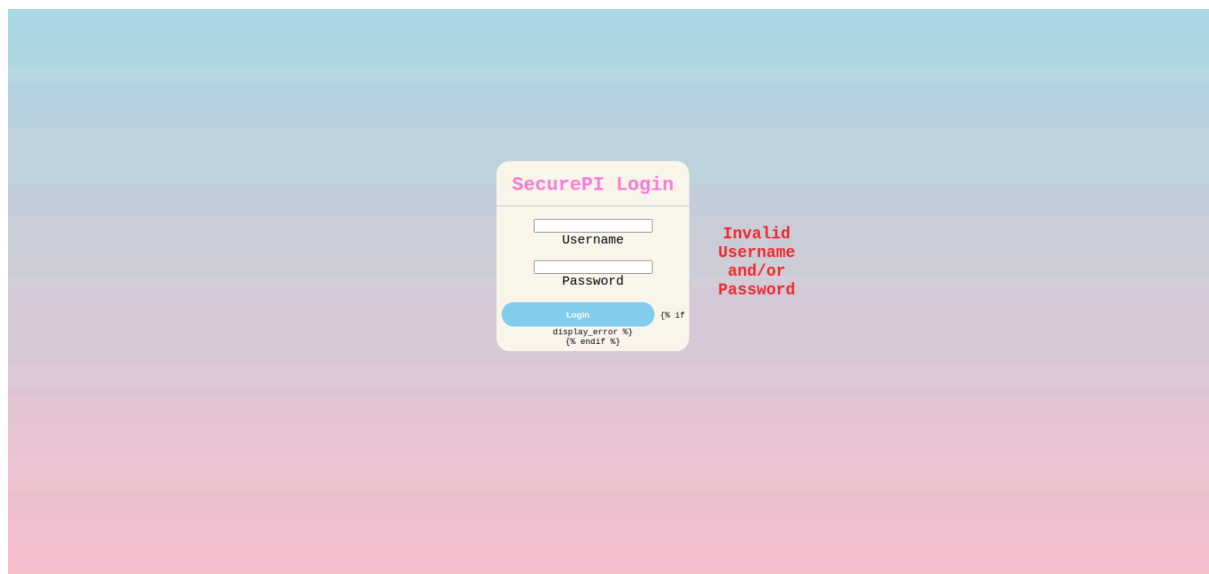 SecurePI Login
Username
Password
Login {% if
display_error %}
{% endif %}
Invalid
Username
and/or
Password